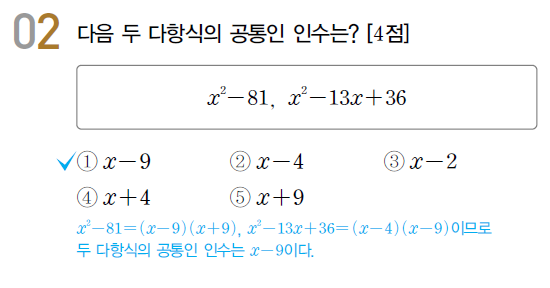 02 다음 두 다항식의 공통인 인수는? [4점]
x²−81, x²−13x+36
① x−9 ② x−4 ③ x−2
④ x+4 ⑤ x+9
x²−81=(x−9)(x+9), x²−13x+36=(x−4)(x−9)이므로
두 다항식의 공통인 인수는 x−9이다.